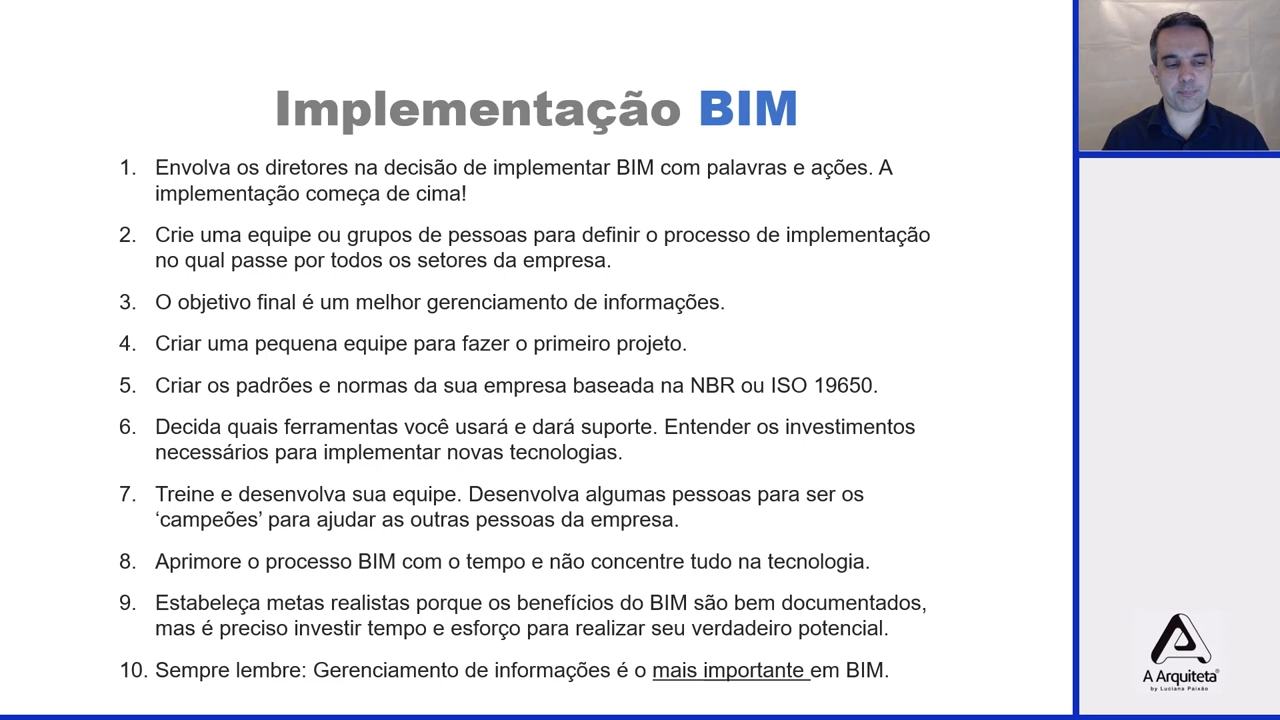 Implementação BIM
1. Envolva os diretores na decisão de implementar BIM com palavras e ações. A
implementação começa de cima!
2. Crie uma equipe ou grupos de pessoas para definir o processo de implementação
no qual passe por todos os setores da empresa.
3. O objetivo final é um melhor gerenciamento de informações.
4. Criar uma pequena equipe para fazer o primeiro projeto.
5. Criar os padrões e normas da sua empresa baseada na NBR ou ISO 19650.
6. Decida quais ferramentas você usará e dará suporte. Entender os investimentos
necessários para implementar novas tecnologias.
7. Treine e desenvolva sua equipe. Desenvolva algumas pessoas para ser os
‘campeões’ para ajudar as outras pessoas da empresa.
8. Aprimore o processo BIM com o tempo e não concentre tudo na tecnologia.
9. Estabeleça metas realistas porque os benefícios do BIM são bem documentados,
mas é preciso investir tempo e esforço para realizar seu verdadeiro potencial.
10. Sempre lembre: Gerenciamento de informações é o mais importante em BIM.
A Arquiteta®
by Luciana Paixão